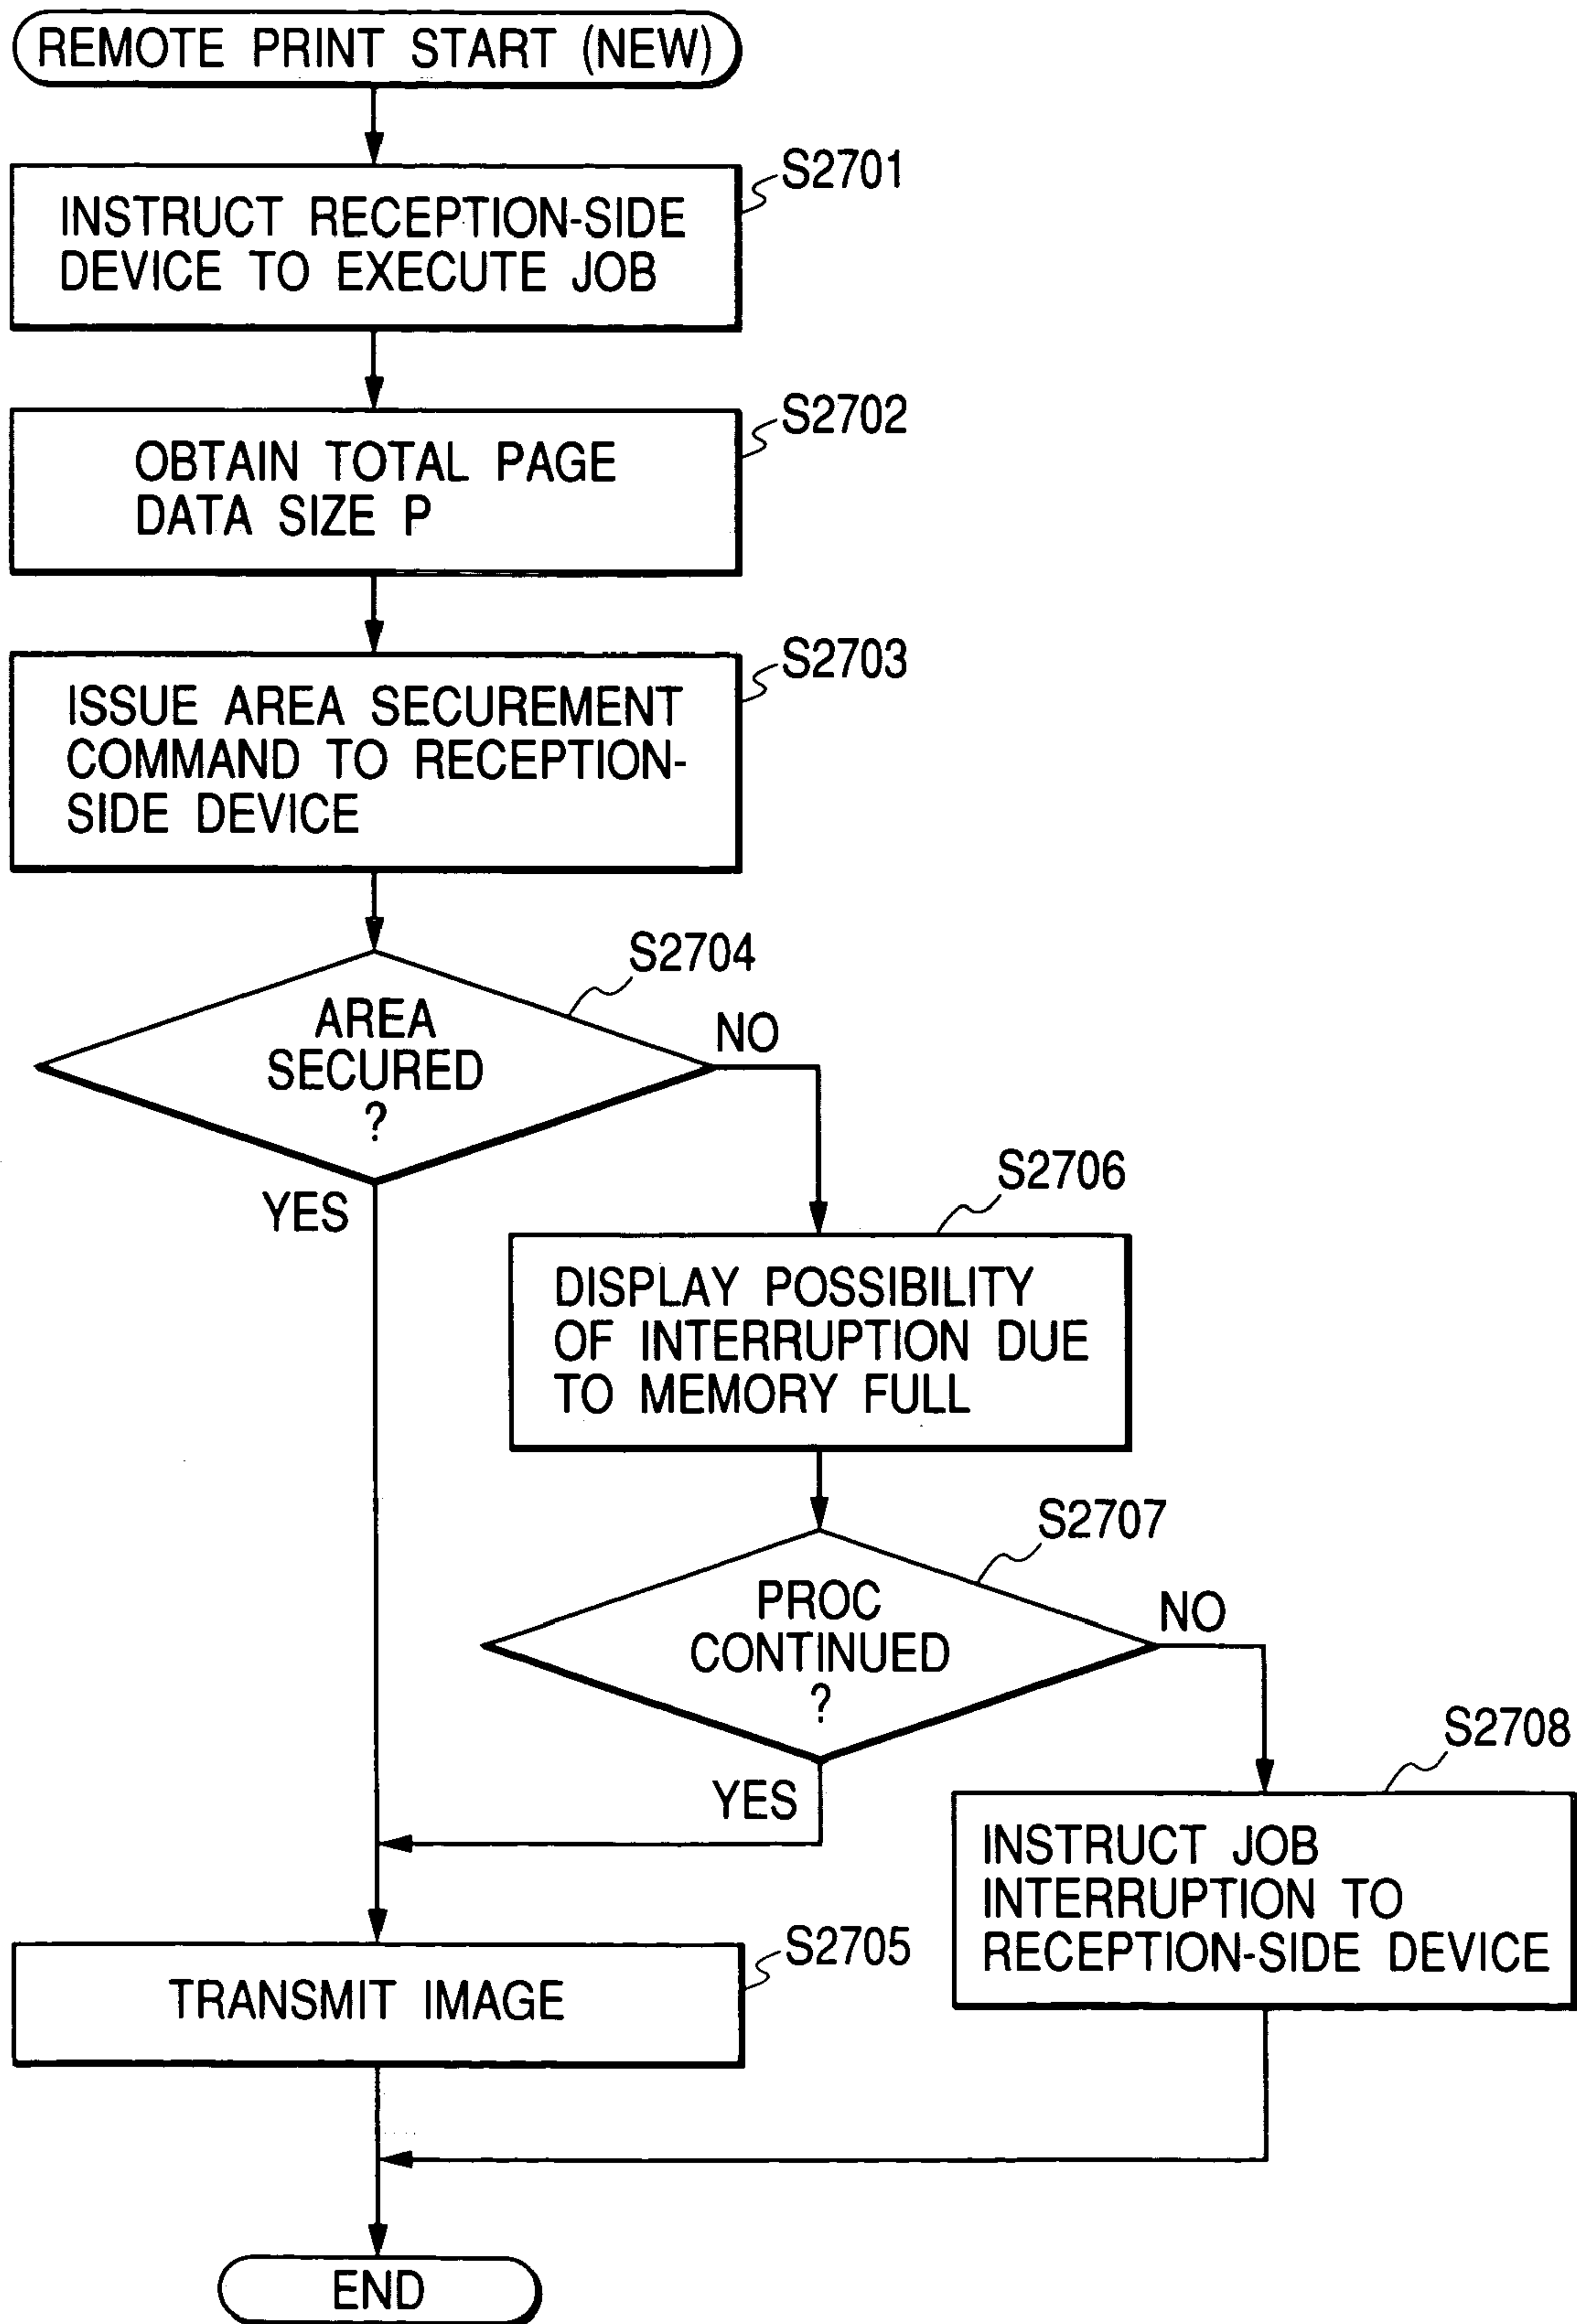 REMOTE PRINT START (NEW)
S2701
INSTRUCT RECEPTION-SIDE
DEVICE TO EXECUTE JOB
S2702
OBTAIN TOTAL PAGE
DATA SIZE P
S2703
ISSUE AREA SECUREMENT
COMMAND TO RECEPTION-
SIDE DEVICE
S2704
AREA
SECURED
?
NO
YES
S2706
DISPLAY POSSIBILITY
OF INTERRUPTION DUE
TO MEMORY FULL
S2707
PROC
CONTINUED
?
NO
YES
S2708
INSTRUCT JOB
INTERRUPTION TO
RECEPTION-SIDE DEVICE
S2705
TRANSMIT IMAGE
END